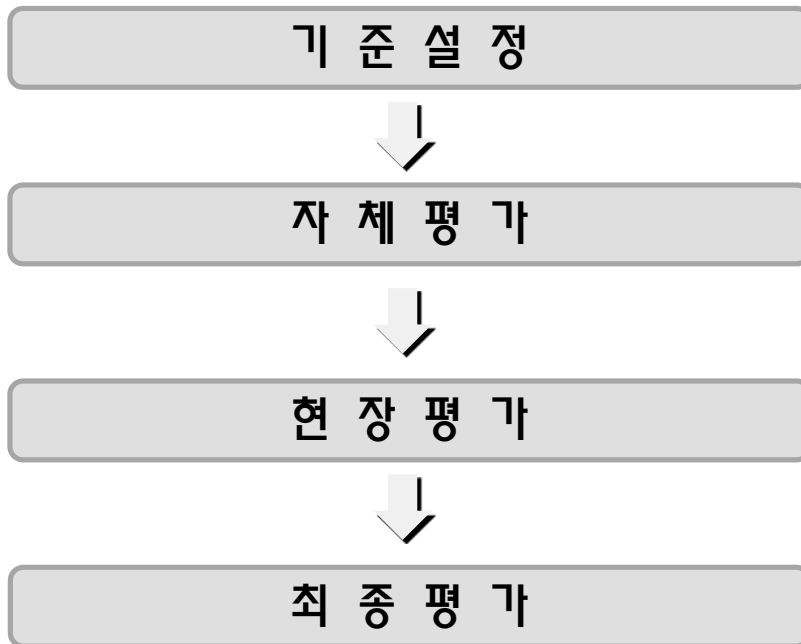 기 준 설 정
자 체 평 가
현 장 평 가
최 종 평 가